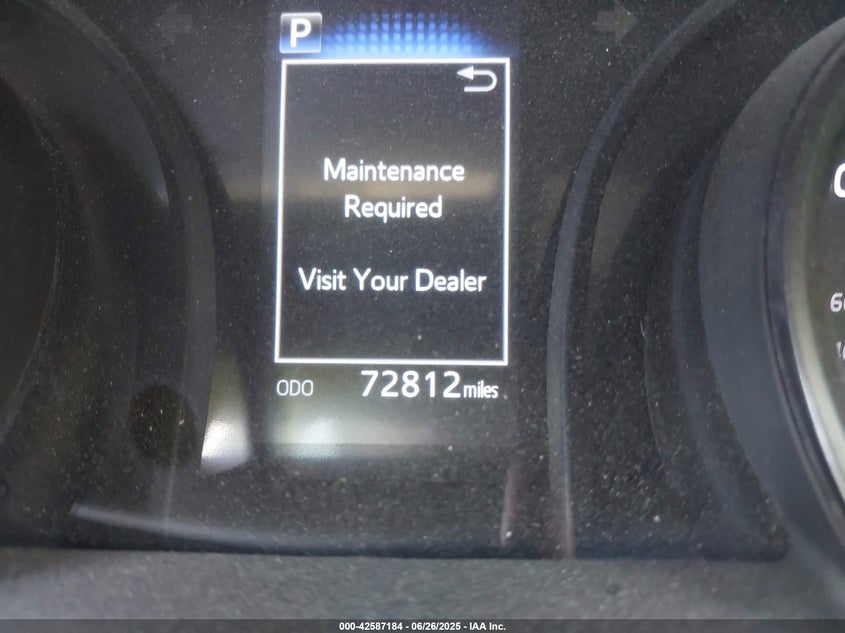 P
Maintenance
Required
Visit Your Dealer
ODO 72812 miles
000-42587184 - 06/26/2025 - IAA Inc.